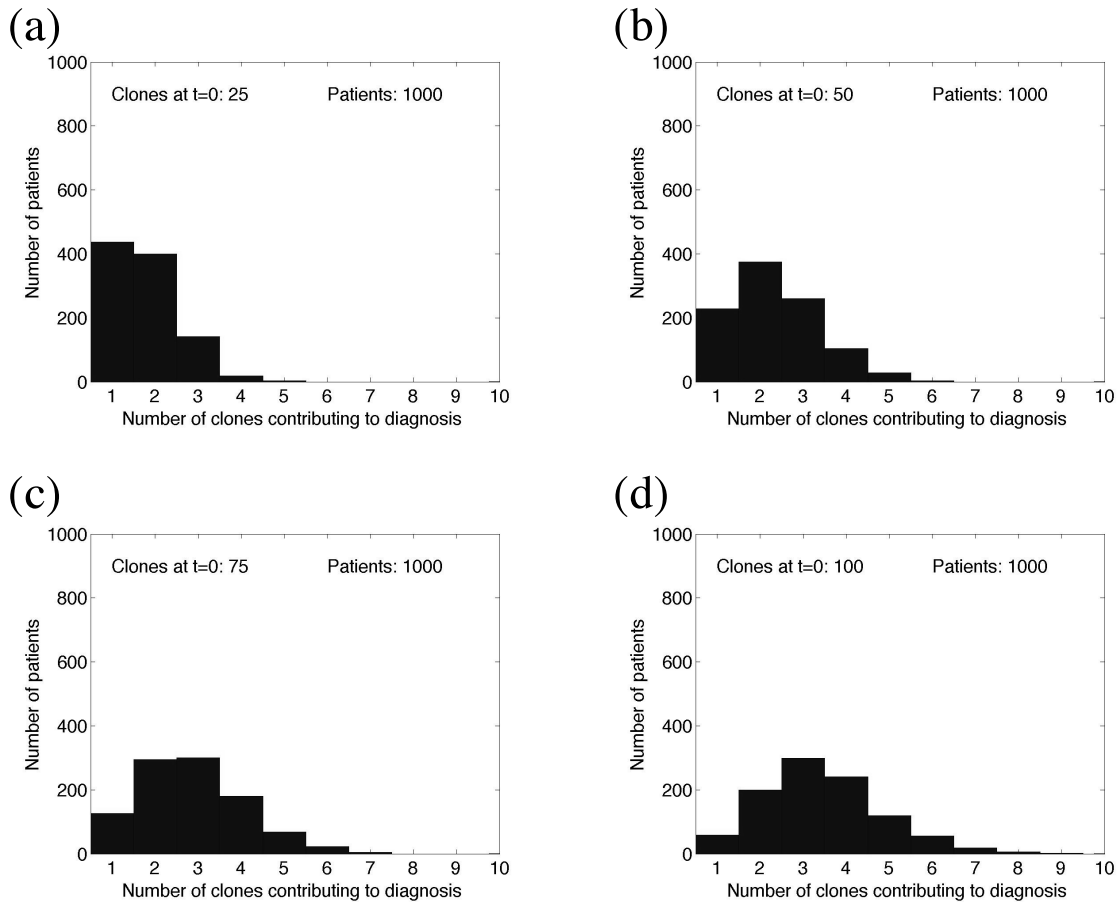 (a)
1000
800
600
400
200
0
Clones at t=0: 25 Patients: 1000
Number of patients
1 2 3 4 5 6 7 8 9 10
Number of clones contributing to diagnosis
(b)
1000
800
600
400
200
0
Clones at t=0: 50 Patients: 1000
Number of patients
1 2 3 4 5 6 7 8 9 10
Number of clones contributing to diagnosis
(c)
1000
800
600
400
200
0
Clones at t=0: 75 Patients: 1000
Number of patients
1 2 3 4 5 6 7 8 9 10
Number of clones contributing to diagnosis
(d)
1000
800
600
400
200
0
Clones at t=0: 100 Patients: 1000
Number of patients
1 2 3 4 5 6 7 8 9 10
Number of clones contributing to diagnosis